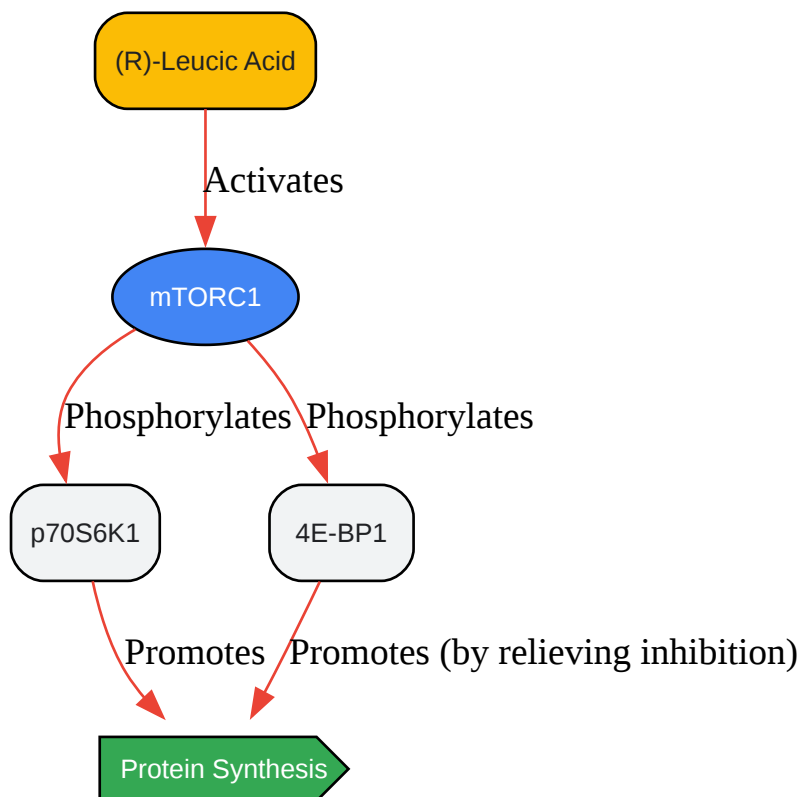 (R)-Leucic Acid
Activates
mTORC1
Phosphorylates
Phosphorylates
p70S6K1
4E-BP1
Promotes
Promotes (by relieving inhibition)
Protein Synthesis